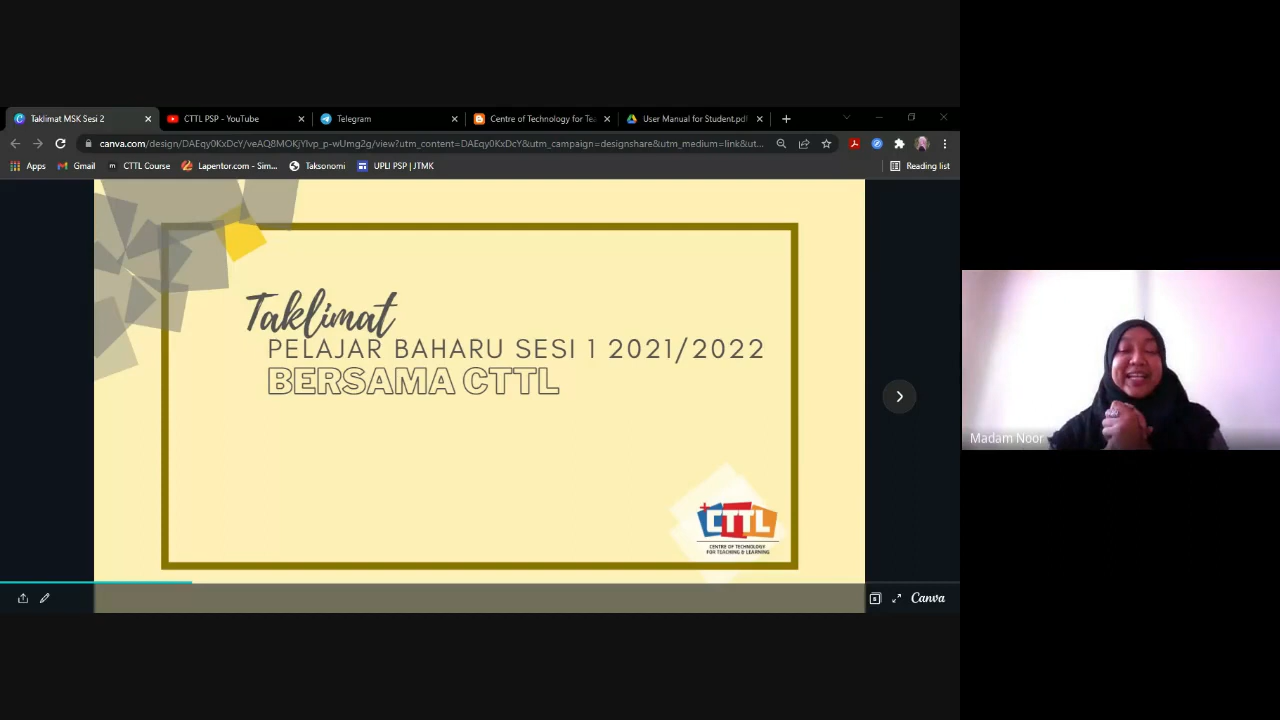 Taklimat MSK Sesi 2
CTTL PSP - YouTube
Telegram
Centre of Technology for Te
User Manual for Student.pdf
canva.com/design/DAEqy0KxDcY/veAQ8MOKjYlvp_p-wUmg2g/view?utm_content=DAEqy0KxDcY&utm_campaign=designshare&utm_medium=link&ut...
Apps
Gmail
CTTL Course
Lapentor.com - Sim...
Taksonomi
UPLI PSP | JTMK
Reading list
Taklimat
PELAJAR BAHARU SESI 1 2021/2022
BERSAMA CTTL
CTTL
CENTRE OF TECHNOLOGY
FOR TEACHING & LEARNING
Canva
Madam Noor